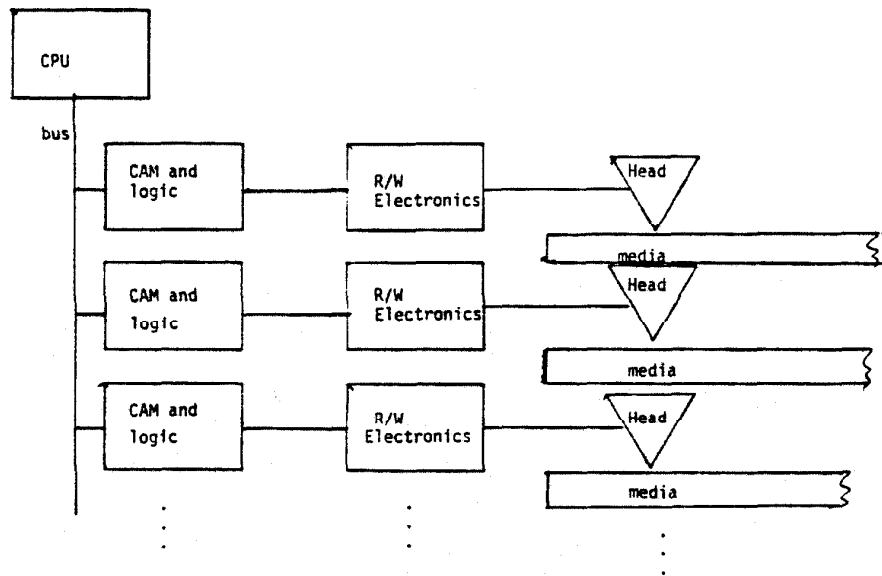 CPU
bus
CAM and
logic
R/W
Electronics
Head
media
CAM and
logic
R/W
Electronics
Head
media
CAM and
logic
R/W
Electronics
Head
media